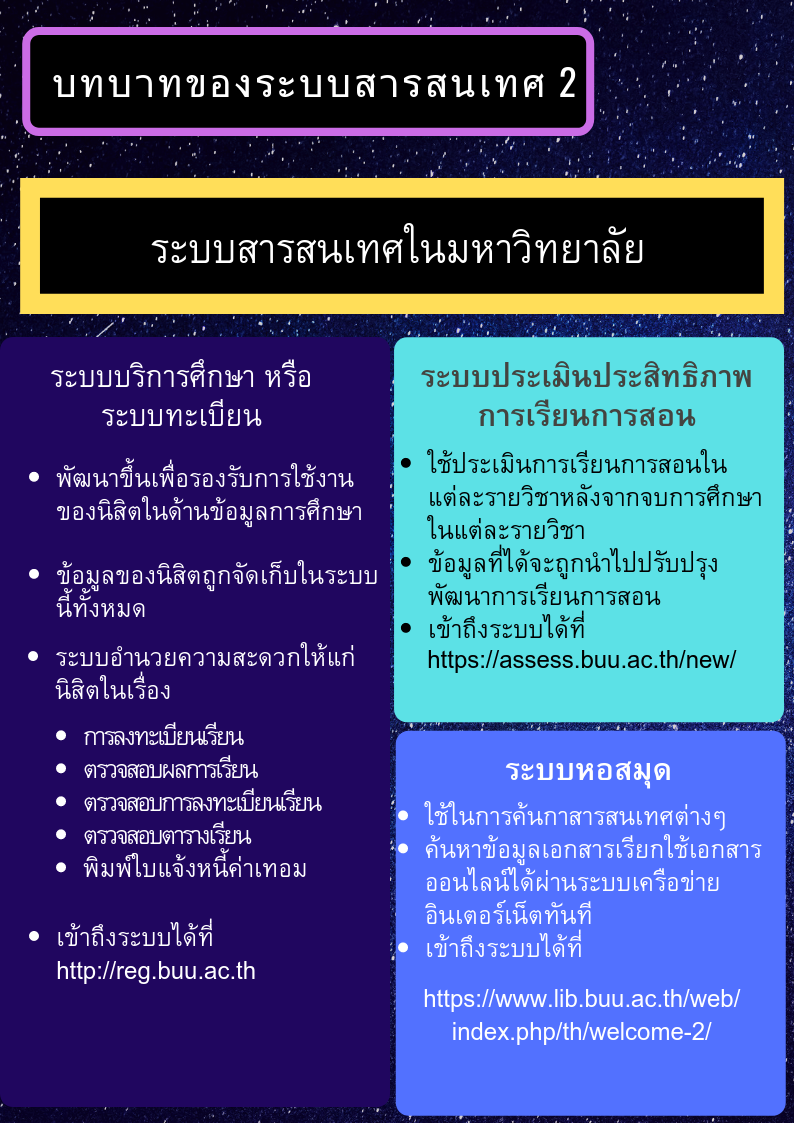 บทบาทของระบบสารสนเทศ 2
ระบบสารสนเทศในมหาวิทยาลัย
ระบบบริการศึกษา หรือ
ระบบทะเบียน
พัฒนาขึ้นเพื่อรองรับการใช้งาน
ของนิสิตในด้านข้อมูลการศึกษา
ข้อมูลของนิสิตถูกจัดเก็บในระบบ
นี้ทั้งหมด
ระบบอำนวยความสะดวกให้แก่
นิสิตในเรื่อง
การลงทะเบียนเรียน
ตรวจสอบผลการเรียน
ตรวจสอบการลงทะเบียนเรียน
ตรวจสอบตารางเรียน
พิมพ์ใบแจ้งหนี้ค่าเทอม
เข้าถึงระบบได้ที่
http://reg.buu.ac.th
ระบบประเมินประสิทธิภาพ
การเรียนการสอน
ใช้ประเมินการเรียนการสอนใน
แต่ละรายวิชาหลังจากจบการศึกษา
ในแต่ละรายวิชา
ข้อมูลที่ได้จะถูกนำไปปรับปรุง
พัฒนาการเรียนการสอน
เข้าถึงระบบได้ที่
https://assess.buu.ac.th/new/
ระบบหอสมุด
ใช้ในการค้นกาสารสนเทศต่างๆ
ค้นหาข้อมูลเอกสารเรียกใช้เอกสาร
ออนไลน์ได้ผ่านระบบเครือข่าย
อินเตอร์เน็ตทันที
เข้าถึงระบบได้ที่
https://www.lib.buu.ac.th/web/
index.php/th/welcome-2/